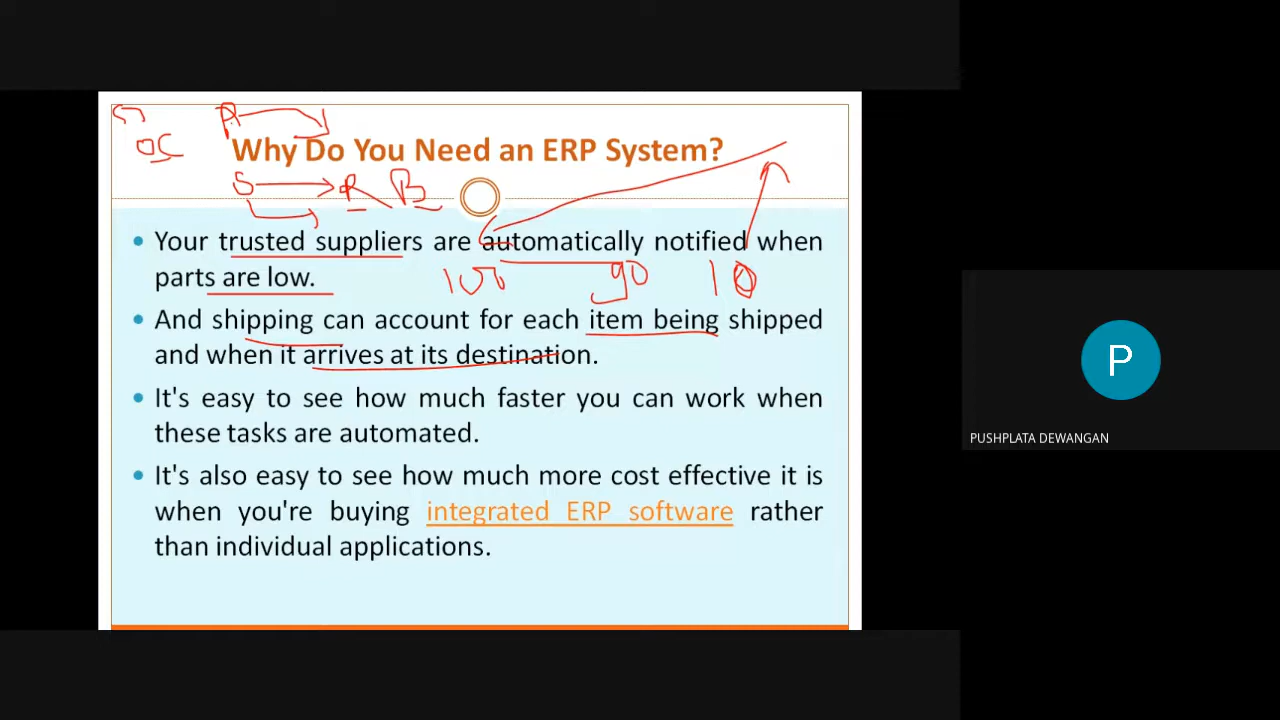 OC
Why Do You Need an ERP System?
S R B
• Your trusted suppliers are automatically notified when
parts are low.
100 90 10
• And shipping can account for each item being shipped
and when it arrives at its destination.
• It's easy to see how much faster you can work when
these tasks are automated.
• It's also easy to see how much more cost effective it is
when you're buying integrated ERP software rather
than individual applications.
P
PUSHPLATA DEWANGAN